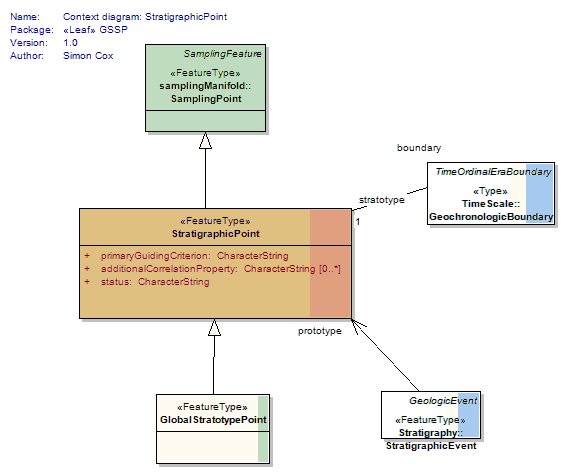 Name: Context diagram: StratigraphicPoint
Package: «Leaf» GSSP
Version: 1.0
Author: Simon Cox
SamplingFeature
«FeatureType»
samplingManifold::
SamplingPoint
boundary
TimeOrdinalEraBoundary
«Type»
TimeScale::
GeochronologicBoundary
stratotype
1
«FeatureType»
StratigraphicPoint
+ primaryGuidingCriterion: CharacterString
+ additionalCorrelationProperty: CharacterString [0..*]
+ status: CharacterString
prototype
«FeatureType»
GlobalStratotypePoint
GeologicEvent
«FeatureType»
Stratigraphy::
StratigraphicEvent